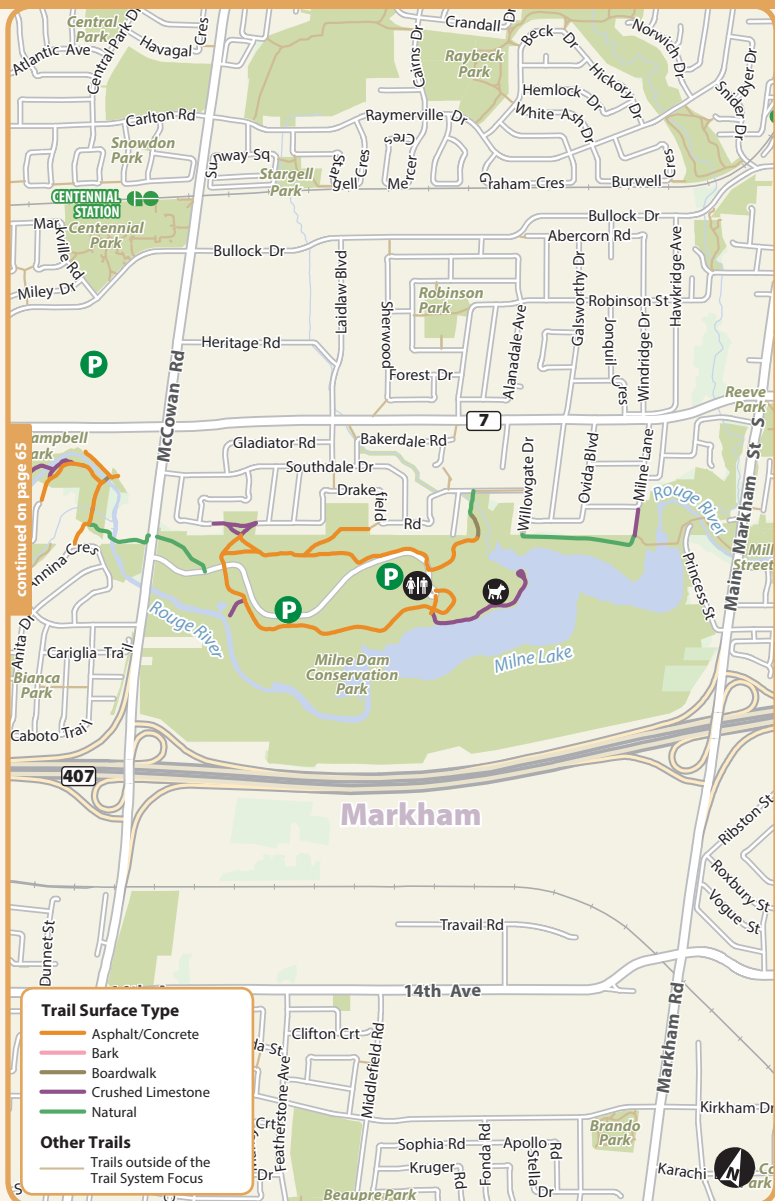 Central
Park
Central Park Dr
Cres
Atlantic Ave
Havagal
Cairns Dr
Crandall Dr
Raybeck
Park
Beck Dr
Norwich Dr
Hickory Dr
Hemlock Dr
White Ash Dr
Snider Dr
Carlton Rd
Raymerville Dr
Snowdon
Park
Sunway Sq
Stargell
Park
Star
gell Cres
Mercer
Cres
Graham Cres
Burwell Cres
CENTENNIAL
STATION
Centennial
Park
Markville Rd
Miley Dr
Bullock Dr
Bullock Dr
Abercorn Rd
Hawkridge Ave
Laidlaw Blvd
Sherwood
Forest Dr
Robinson
Park
Alanadale Ave
Galsworthy Dr
Robinson St
Jonquil
Cres
Windridge Dr
Heritage Rd
P
McCowan Rd
7
Reeve
Park
continued on page 65
Gladiator Rd
Bakerdale Rd
Southdale Dr
Drake
field
Rd
Willowgate Dr
Ovida Blvd
Milne Lane
Rouge River
Main Markham St S
Princess St
Annina Cres
Anita Dr
Cariglia Trail
Bianca
Park
Caboto Trail
Rouge River
P
P
Milne Dam
Conservation
Park
Milne Lake
407
Markham
Ribston St
Roxbury St
Vogue St
Dunnet St
Travail Rd
14th Ave
Markham Rd
Trail Surface Type
Asphalt/Concrete
Bark
Boardwalk
Crushed Limestone
Natural
Other Trails
Trails outside of the
Trail System Focus
Clifton Crt
Featherstone Ave
Middlefield Rd
Kirkham Dr
Brando
Park
Sophia Rd
Fonda Rd
Apollo
Rd
Kruger
Rd
Stella
Dr
Karachi
Beaupre Park
Crt
Dr